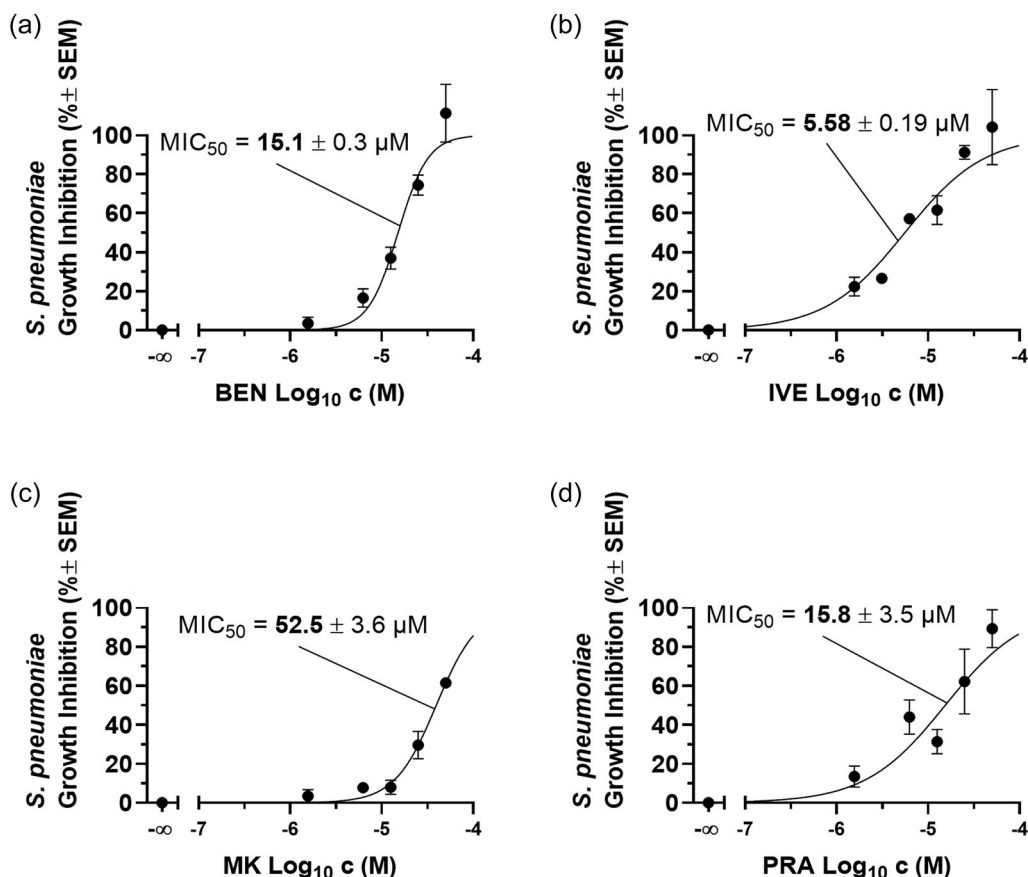 (a)
S. pneumoniae
Growth Inhibition (%± SEM)
100
80
60
40
20
0
MIC₅₀ = 15.1 ± 0.3 µM
-∞ -7 -6 -5 -4
BEN Log₁₀ c (M)
(b)
S. pneumoniae
Growth Inhibition (%± SEM)
100
80
60
40
20
0
MIC₅₀ = 5.58 ± 0.19 µM
-∞ -7 -6 -5 -4
IVE Log₁₀ c (M)
(c)
S. pneumoniae
Growth Inhibition (%± SEM)
100
80
60
40
20
0
MIC₅₀ = 52.5 ± 3.6 µM
-∞ -7 -6 -5 -4
MK Log₁₀ c (M)
(d)
S. pneumoniae
Growth Inhibition (%± SEM)
100
80
60
40
20
0
MIC₅₀ = 15.8 ± 3.5 µM
-∞ -7 -6 -5 -4
PRA Log₁₀ c (M)